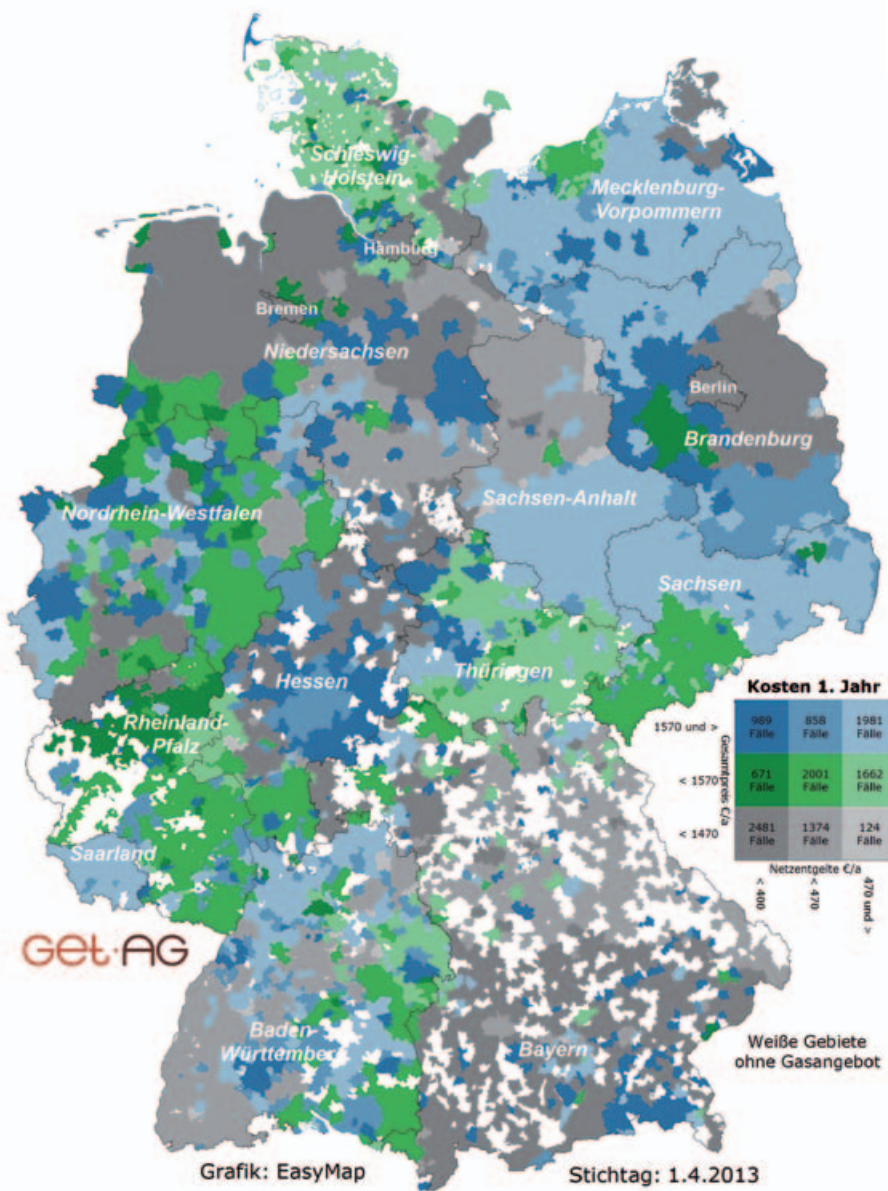 Schleswig-
Holstein
Mecklenburg-
Vorpommern
Hamburg
Bremen
Niedersachsen
Berlin
Brandenburg
Sachsen-Anhalt
Nordrhein-Westfalen
Sachsen
Hessen
Thüringen
Rheinland-
Pfalz
Saarland
Baden-
Württemberg
Bayern
Kosten 1. Jahr
1570 und >
< 1570
< 1470
Gesamtpreis €/a
989 Fälle
858 Fälle
1981 Fälle
671 Fälle
2001 Fälle
1662 Fälle
2481 Fälle
1374 Fälle
124 Fälle
Netzentgelte €/a
< 400
< 470
470 und >
Get·AG
Weiße Gebiete
ohne Gasangebot
Grafik: EasyMap
Stichtag: 1.4.2013